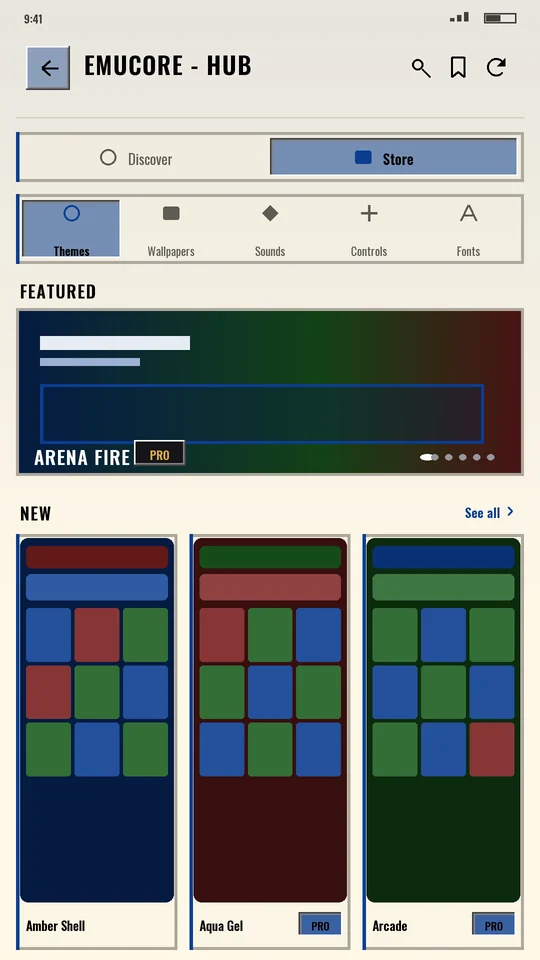 9:41
EMUCORE - HUB
Discover
Store
Themes
Wallpapers
Sounds
Controls
Fonts
FEATURED
ARENA FIRE
PRO
NEW
See all
Amber Shell
Aqua Gel
PRO
Arcade
PRO